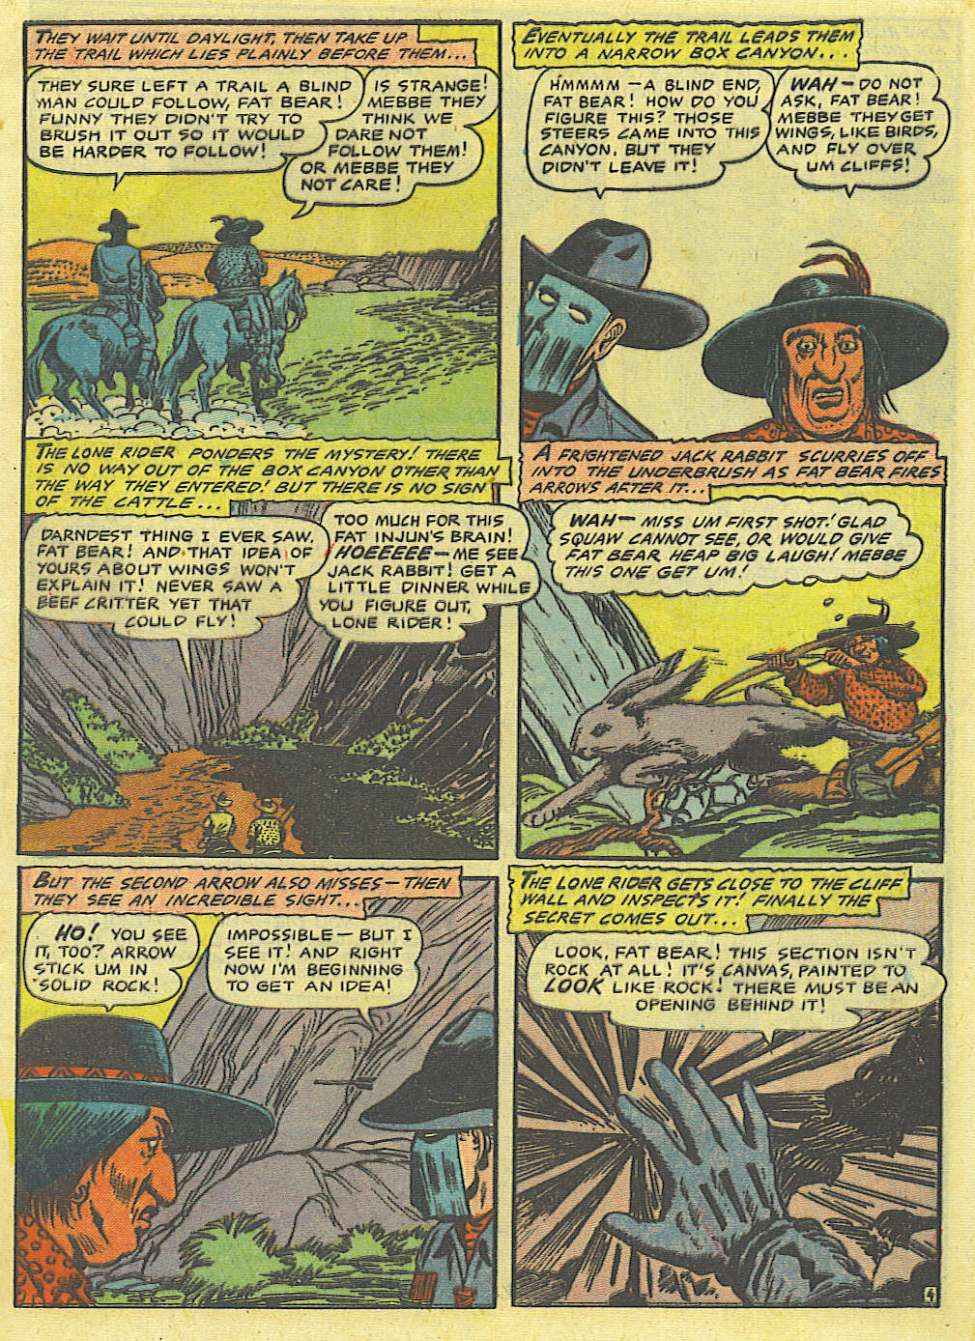 THEY WAIT UNTIL DAYLIGHT, THEN TAKE UP
THE TRAIL WHICH LIES PLAINLY BEFORE THEM...
THEY SURE LEFT A TRAIL A BLIND
MAN COULD FOLLOW, FAT BEAR!
FUNNY THEY DIDN'T TRY TO
BRUSH IT OUT SO IT WOULD
BE HARDER TO FOLLOW!
IS STRANGE!
MEBBE THEY
THINK WE
DARE NOT
FOLLOW THEM!
OR MEBBE THEY
NOT CARE!
EVENTUALLY THE TRAIL LEADS THEM
INTO A NARROW BOX CANYON...
HMMMM - A BLIND END,
FAT BEAR! HOW DO YOU
FIGURE THIS? THOSE
STEERS CAME INTO THIS
CANYON, BUT THEY
DIDN'T LEAVE IT!
WAH - DO NOT
ASK, FAT BEAR!
MEBBE THEY GET
WINGS, LIKE BIRDS,
AND FLY OVER
UM CLIFFS!
THE LONE RIDER PONDERS THE MYSTERY! THERE
IS NO WAY OUT OF THE BOX CANYON OTHER THAN
THE WAY THEY ENTERED! BUT THERE IS NO SIGN
OF THE CATTLE...
DARNDEST THING I EVER SAW,
FAT BEAR! AND THAT IDEA OF
YOURS ABOUT WINGS WON'T
EXPLAIN IT! NEVER SAW A
BEEF CRITTER YET THAT
COULD FLY!
TOO MUCH FOR THIS
FAT INJUN'S BRAIN!
HOEEEEE - ME SEE
JACK RABBIT! GET A
LITTLE DINNER WHILE
YOU FIGURE OUT,
LONE RIDER!
A FRIGHTENED JACK RABBIT SCURRIES OFF
INTO THE UNDERBRUSH AS FAT BEAR FIRES
ARROWS AFTER IT...
WAH - MISS UM FIRST SHOT! GLAD
SQUAW CANNOT SEE, OR WOULD GIVE
FAT BEAR HEAP BIG LAUGH! MEBBE
THIS ONE GET UM!
BUT THE SECOND ARROW ALSO MISSES - THEN
THEY SEE AN INCREDIBLE SIGHT...
HO! YOU SEE
IT, TOO? ARROW
STICK UM IN
SOLID ROCK!
IMPOSSIBLE - BUT I
SEE IT! AND RIGHT
NOW I'M BEGINNING
TO GET AN IDEA!
THE LONE RIDER GETS CLOSE TO THE CLIFF
WALL AND INSPECTS IT! FINALLY THE
SECRET COMES OUT...
LOOK, FAT BEAR! THIS SECTION ISN'T
ROCK AT ALL! IT'S CANVAS, PAINTED TO
LOOK LIKE ROCK! THERE MUST BE AN
OPENING BEHIND IT!
4